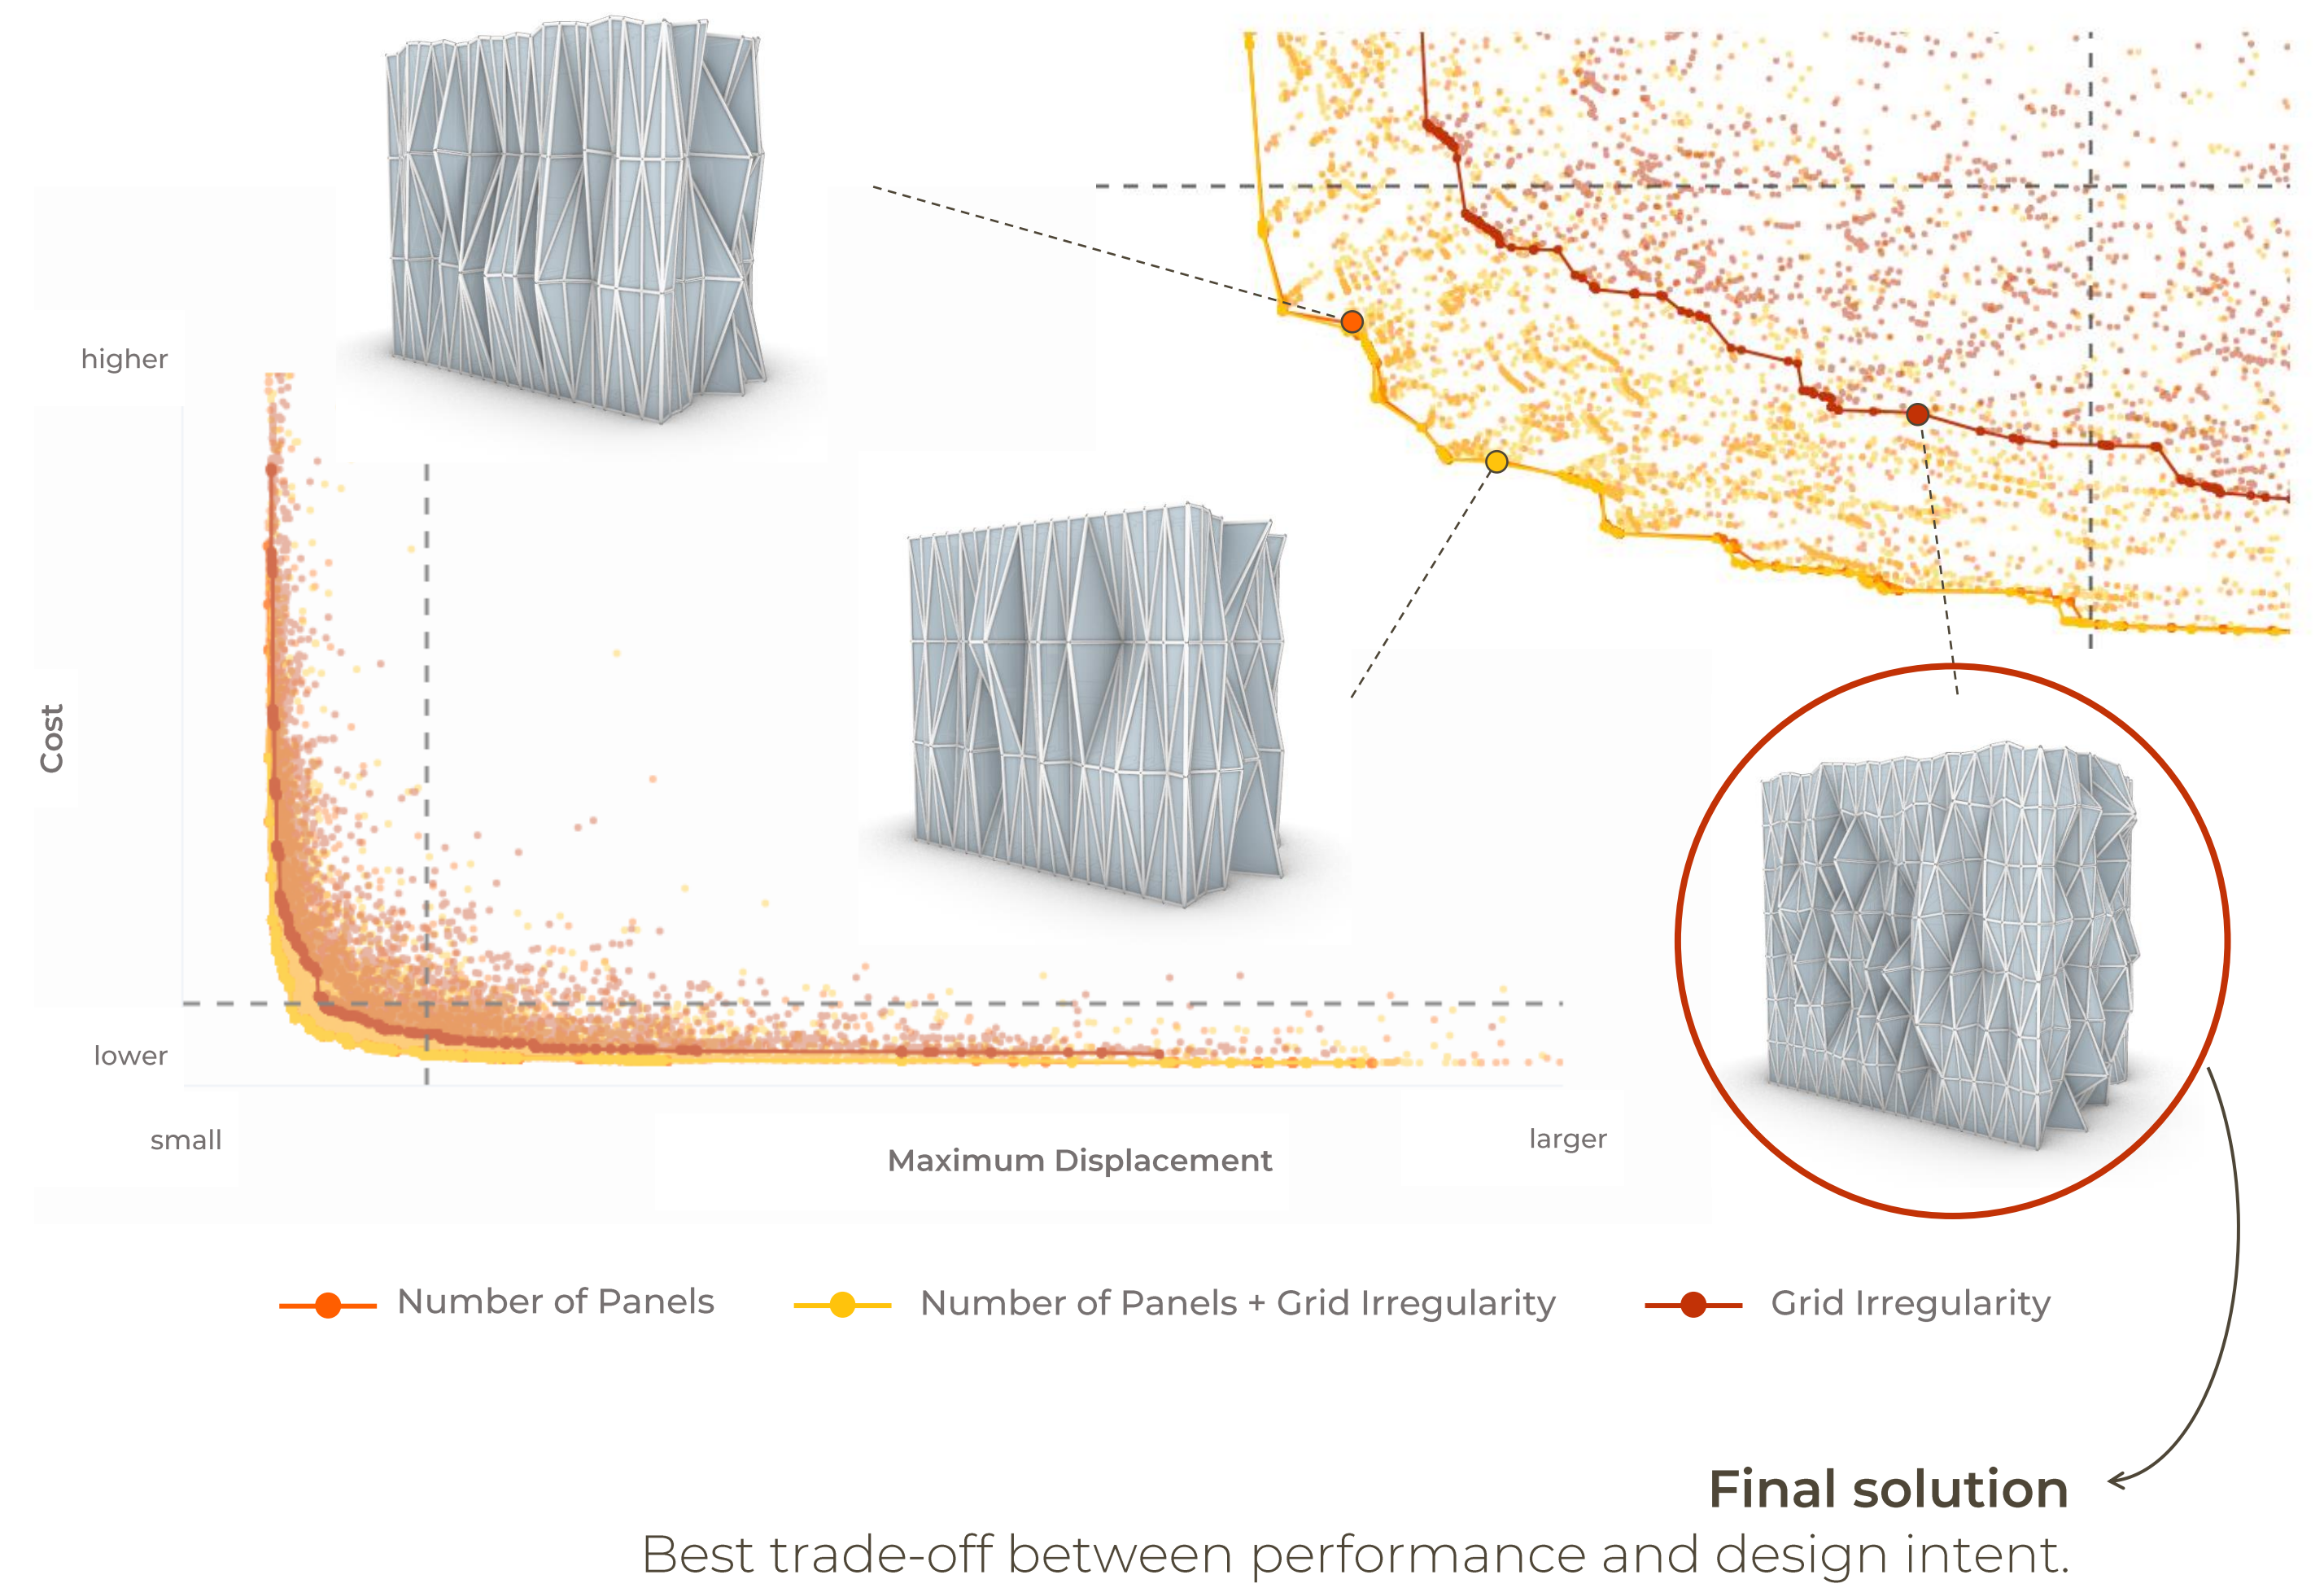 higher
Cost
lower
small
Maximum Displacement
larger
Number of Panels
Number of Panels + Grid Irregularity
Grid Irregularity
Final solution
Best trade-off between performance and design intent.